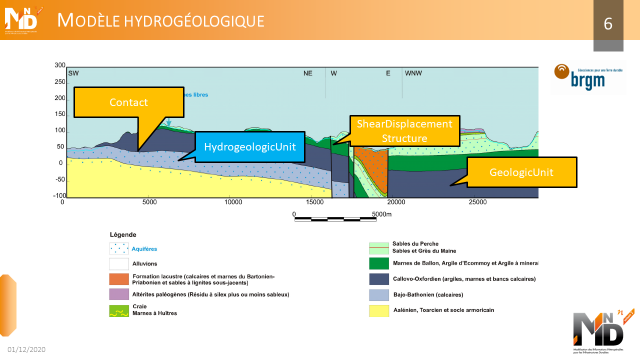 MODÈLE HYDROGÉOLOGIQUE
6
brgm
300
250
200
150
100
50
0
-50
-100
SW
NE
W
E
WNW
es libres
Contact
HydrogeologicUnit
ShearDisplacement
Structure
GeologicUnit
0
5000
10000
15000
20000
25000
0
5000m
Légende
Aquifères
Alluvions
Formation lacustre (calcaires et marnes du Bartonien-
Priabonien et sables à lignites sous-jacents)
Altérites paléogènes (Résidu à silex plus ou moins sableux)
Craie
Marnes à Huîtres
Sables du Perche
Sables et Grès du Maine
Marnes de Ballon, Argile d'Ecommoy et Argile à minerai
Callovo-Oxfordien (argiles, marnes et bancs calcaires)
Bajo-Bathonien (calcaires)
Aalénien, Toarcien et socle armoricain
01/12/2020